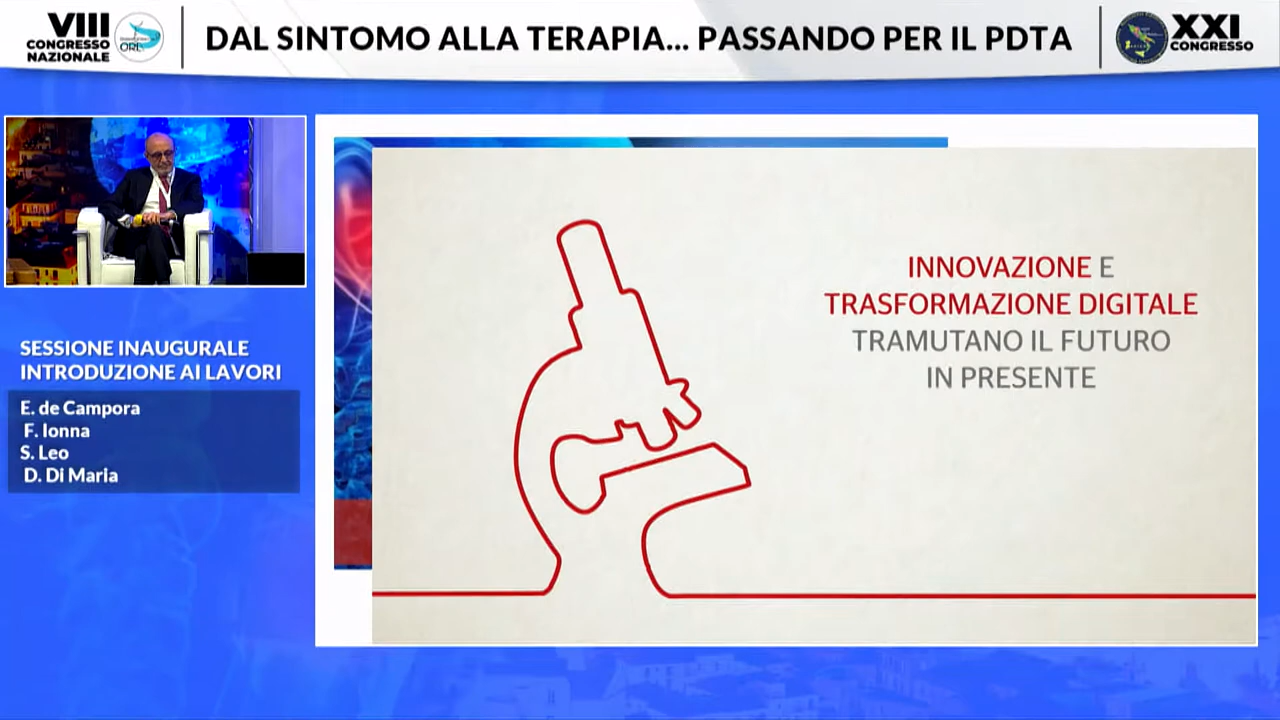 VIII
CONGRESSO
NAZIONALE
ORL
DAL SINTOMO ALLA TERAPIA... PASSANDO PER IL PDTA
XXI
CONGRESSO
SESSIONE INAUGURALE
INTRODUZIONE AI LAVORI
E. de Campora
F. Ionna
S. Leo
D. Di Maria
INNOVAZIONE E
TRASFORMAZIONE DIGITALE
TRAMUTANO IL FUTURO
IN PRESENTE